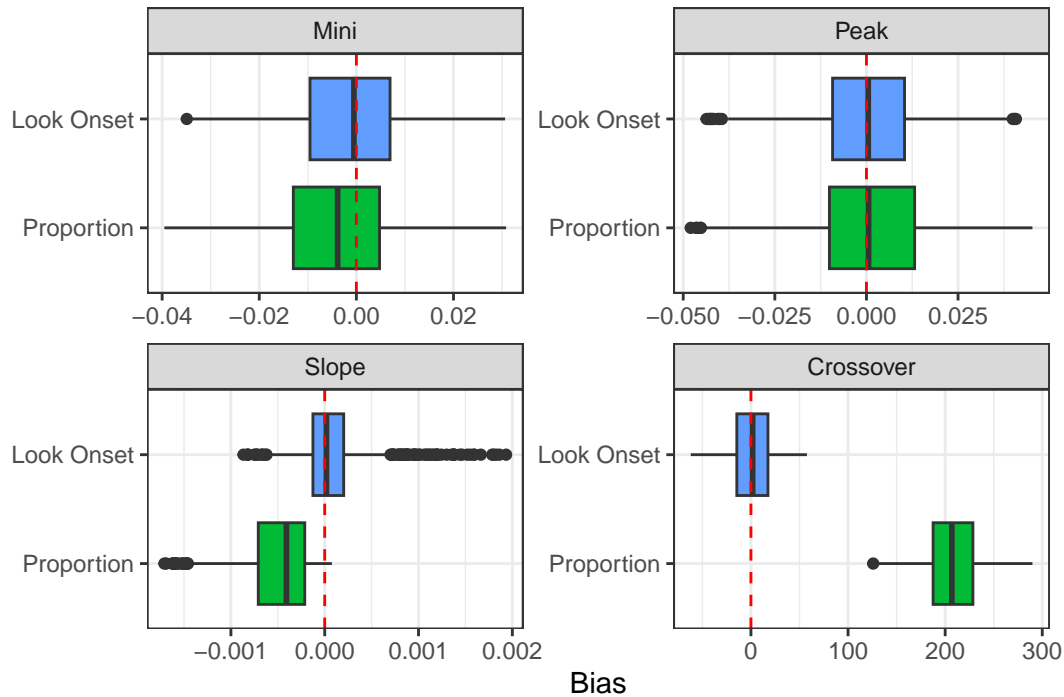 Mini
Peak
Look Onset
Proportion
−0.04 −0.02 0.00 0.02
Look Onset
Proportion
−0.050 −0.025 0.000 0.025
Slope
Crossover
Look Onset
Proportion
−0.001 0.000 0.001 0.002
Look Onset
Proportion
0 100 200 300
Bias